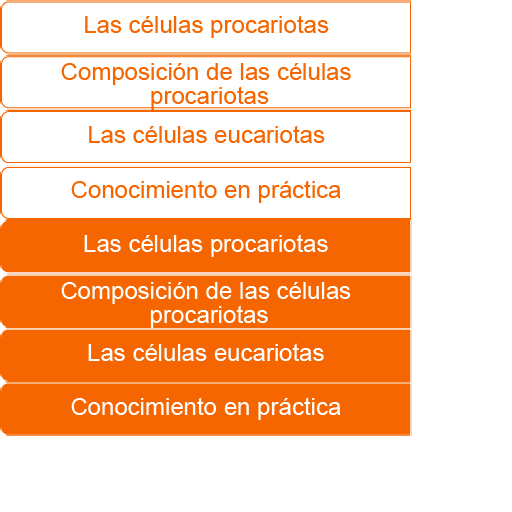 Las células procariotas
Composición de las células
procariotas
Las células eucariotas
Conocimiento en práctica
Las células procariotas
Composición de las células
procariotas
Las células eucariotas
Conocimiento en práctica